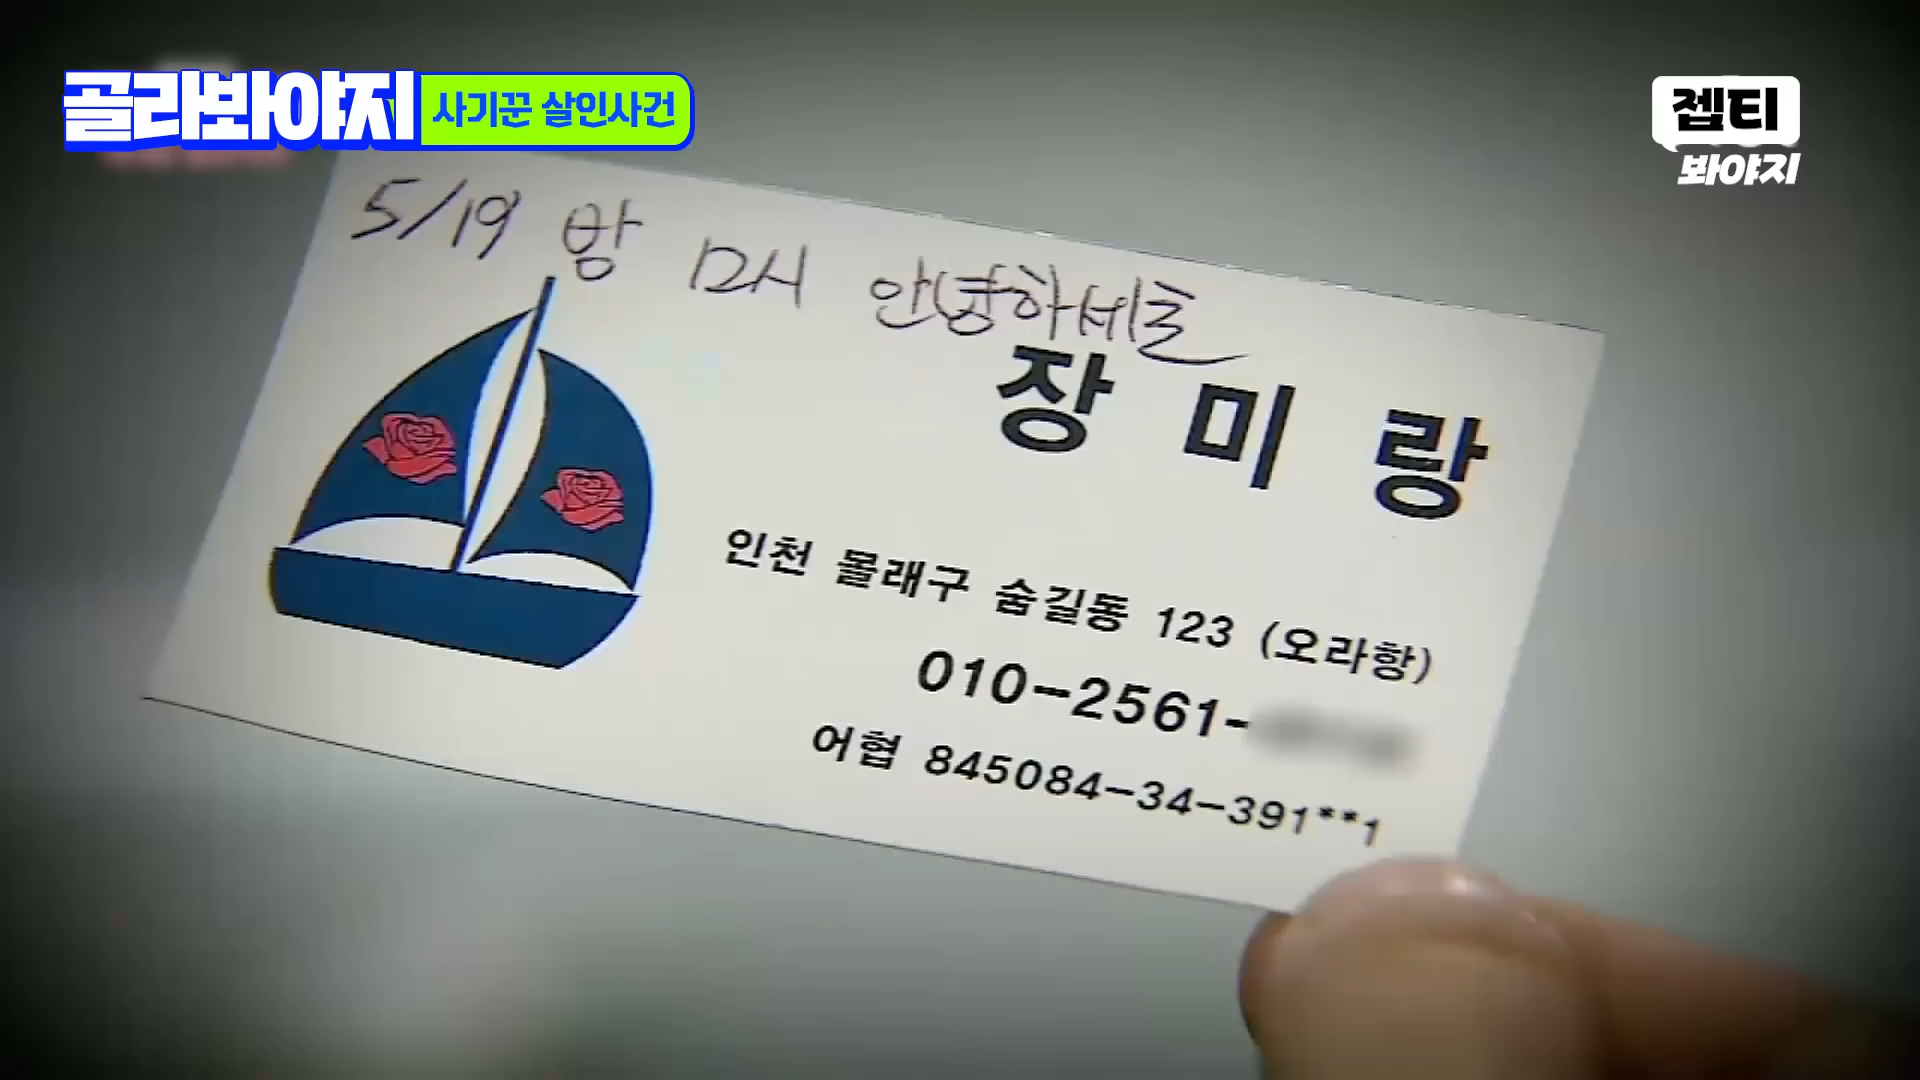 골라봐야지 사기꾼 살인사건
젭티
봐야지
5/19 밤 12시 안녕하세호
장미랑
인천 몰래구 숨길동 123 (오라항)
010-2561-
어협 845084-34-391**1